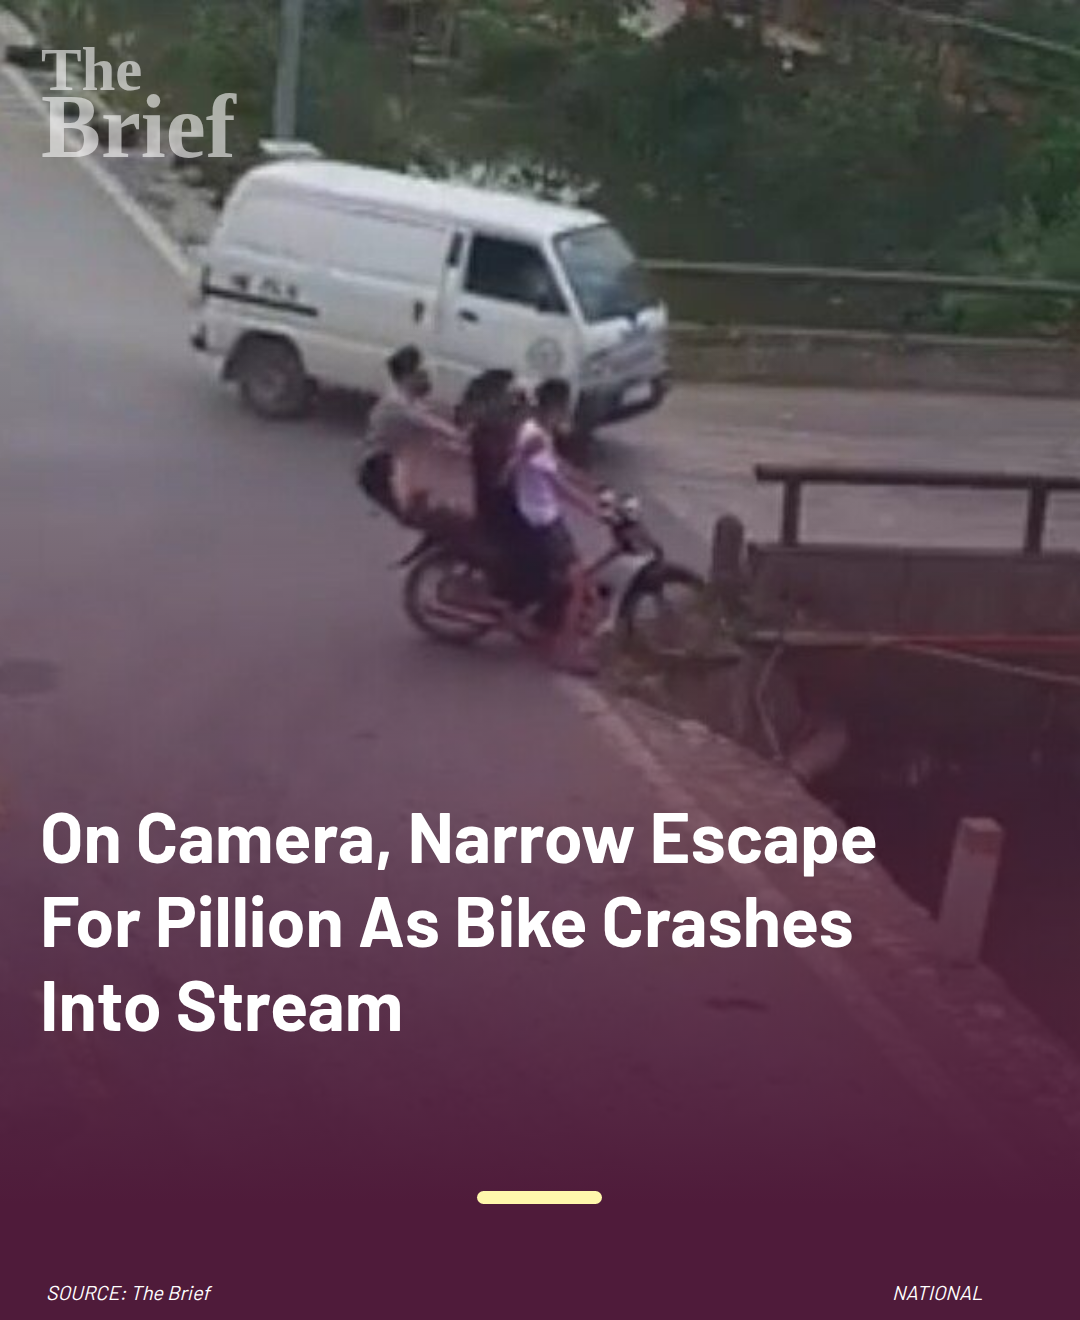 The
Brief
On Camera, Narrow Escape
For Pillion As Bike Crashes
Into Stream
SOURCE: The Brief
NATIONAL